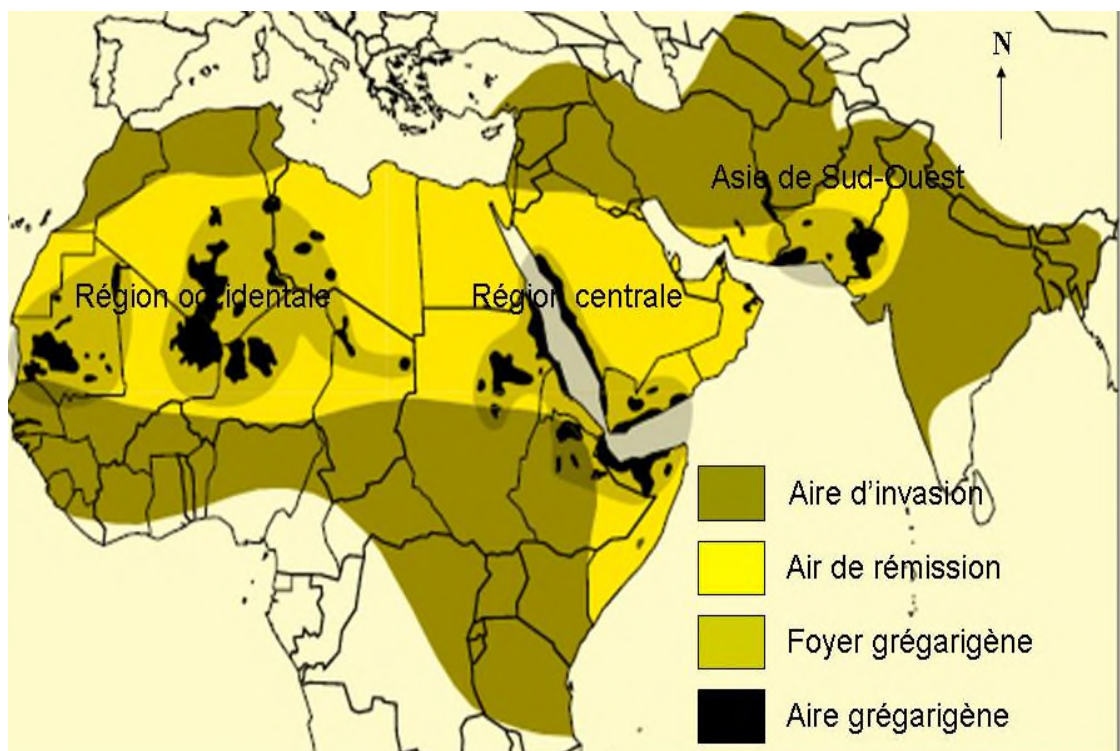 N
Asie de Sud-Ouest
Région occidentale
Région centrale
Aire d’invasion
Air de rémission
Foyer grégarigène
Aire grégarigène